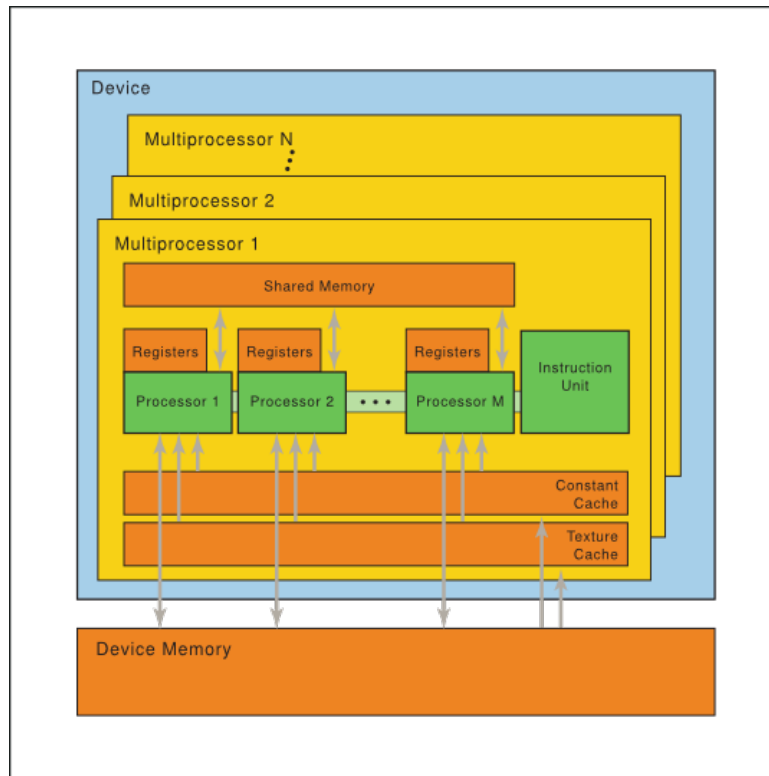 Device
Multiprocessor N
Multiprocessor 2
Multiprocessor 1
Shared Memory
Registers
Registers
Registers
Instruction
Unit
Processor 1
Processor 2
• • •
Processor M
Constant
Cache
Texture
Cache
Device Memory